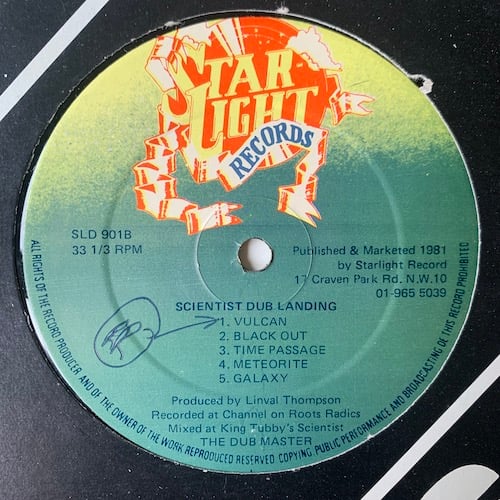 STAR
LIGHT
RECORDS
SLD 901B
33 1/3 RPM
Published & Marketed 1981
by Starlight Record
17 Craven Park Rd. N.W.10
01-965 5039
SCIENTIST DUB LANDING
1. VULCAN
2. BLACK OUT
3. TIME PASSAGE
4. METEORITE
5. GALAXY
Produced by Linval Thompson
Recorded at Channel on Roots Radics
Mixed at King Tubby's Scientist
THE DUB MASTER
ALL RIGHTS OF THE RECORD PRODUCER AND OF THE OWNER OF THE WORK REPRODUCED RESERVED COPYING PUBLIC PERFORMANCE AND BROADCASTING OF THIS RECORD PROHIBITED